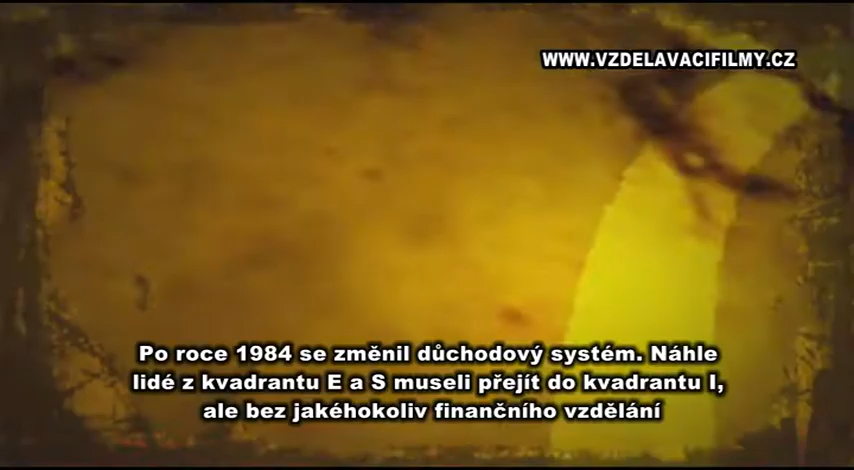 WWW.VZDELAVACIFILMY.CZ
Po roce 1984 se změnil důchodový systém. Náhle
lidé z kvadrantu E a S museli přejít do kvadrantu I,
ale bez jakéhokoliv finančního vzdělání